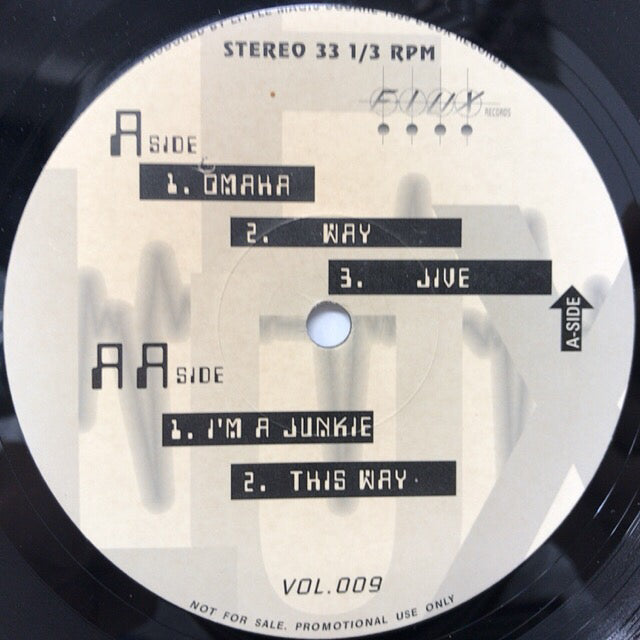 STEREO 33 1/3 RPM
FLUX
RECORDS
A SIDE
1. OMAHA
2. WAY
3. JIVE
A-SIDE
A A SIDE
1. I'M A JUNKIE
2. THIS WAY
VOL.009
NOT FOR SALE. PROMOTIONAL USE ONLY